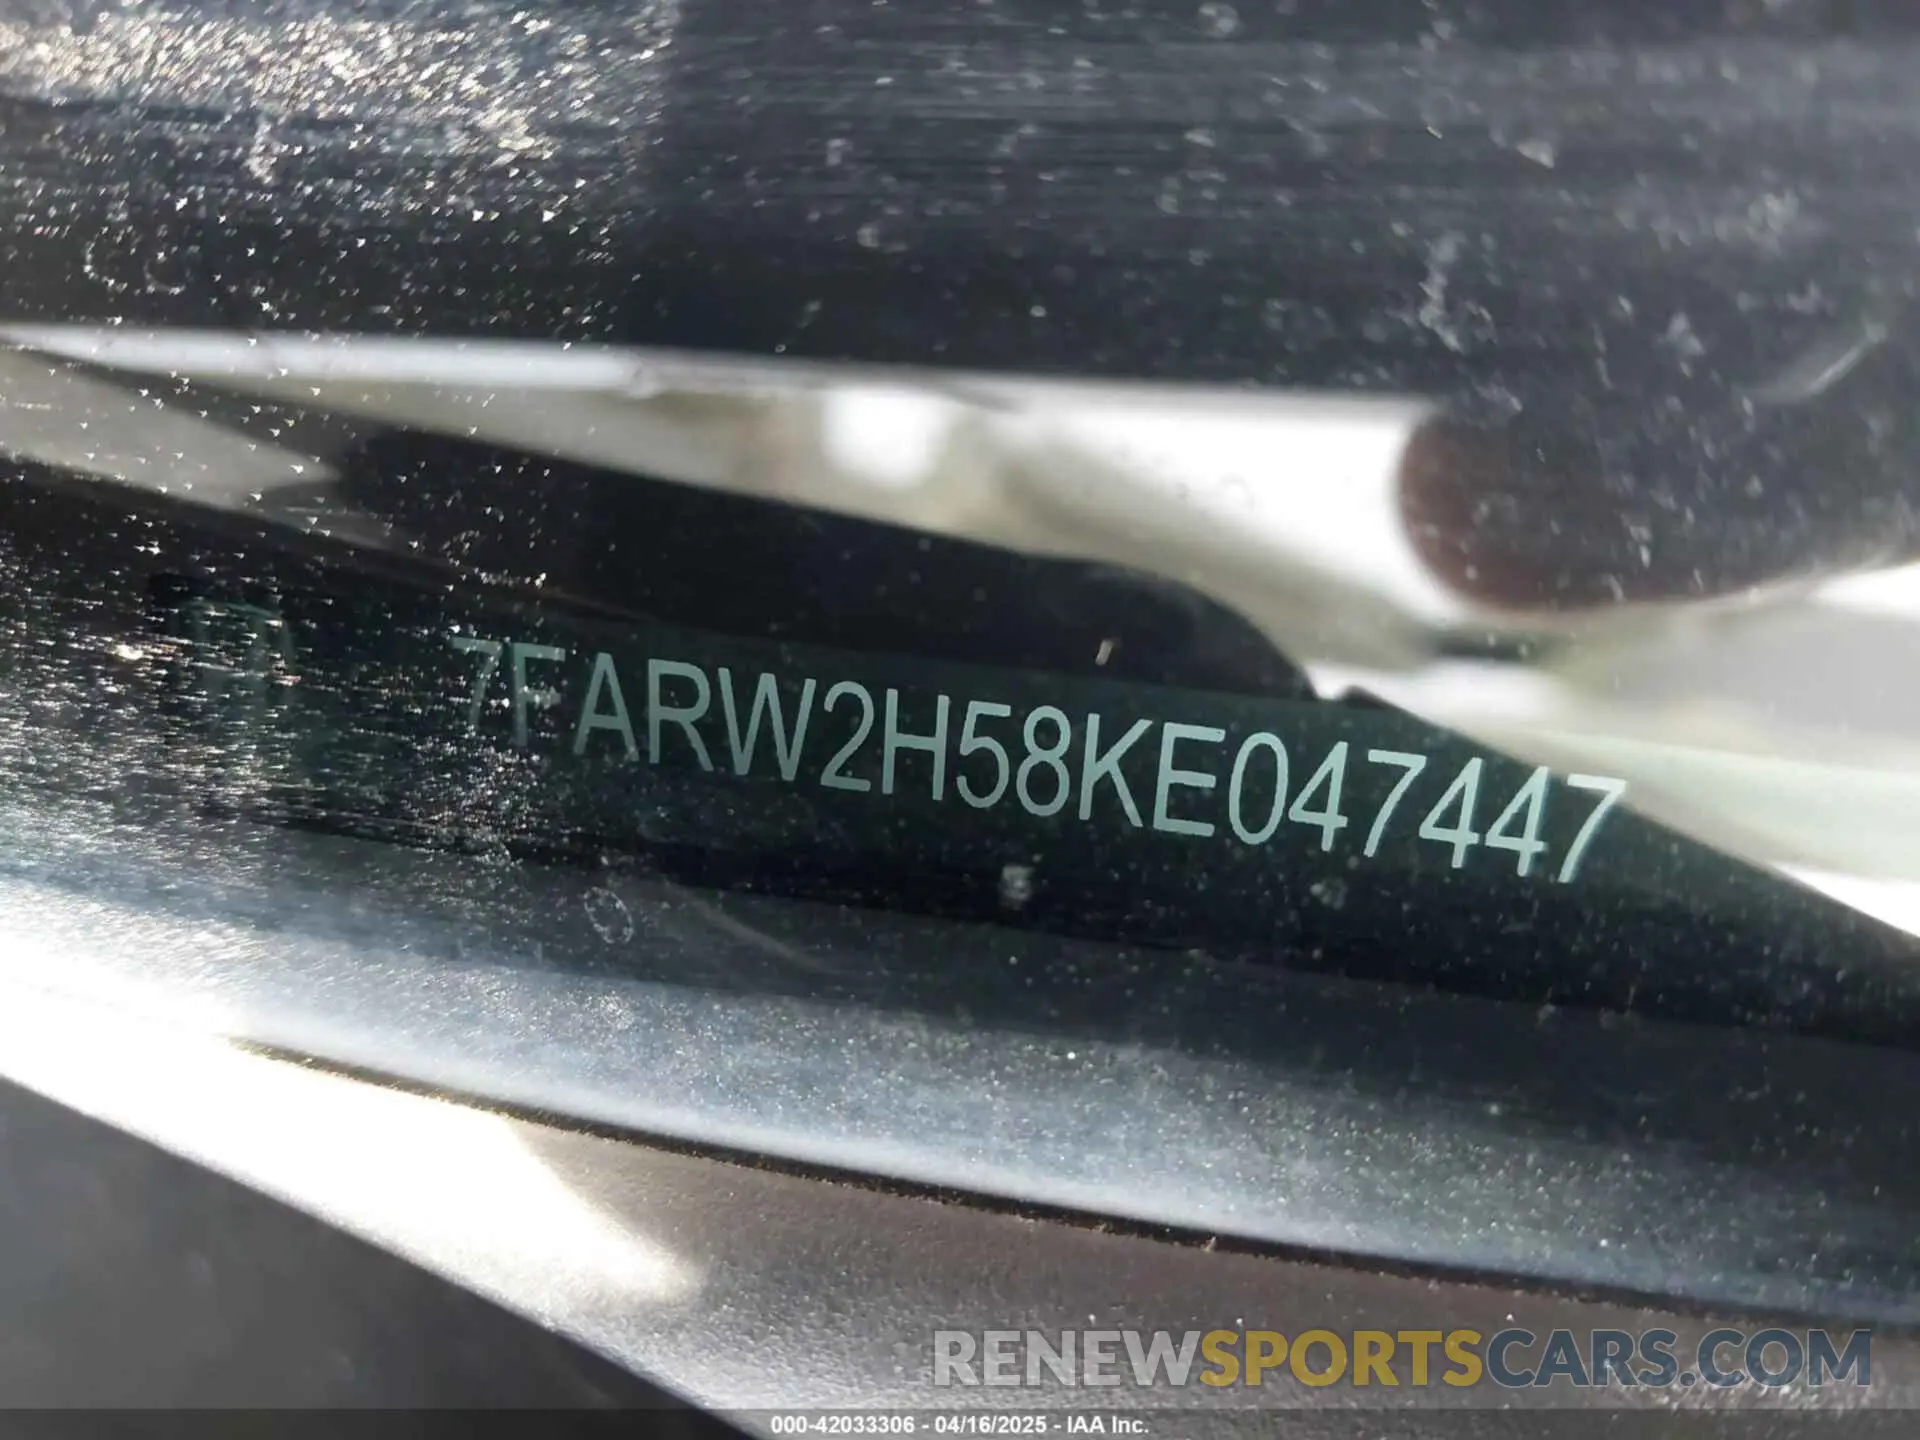 7FARW2H58KE047447
RENEWSPORTSCARS.COM
000-42033306 - 04/16/2025 - IAA Inc.